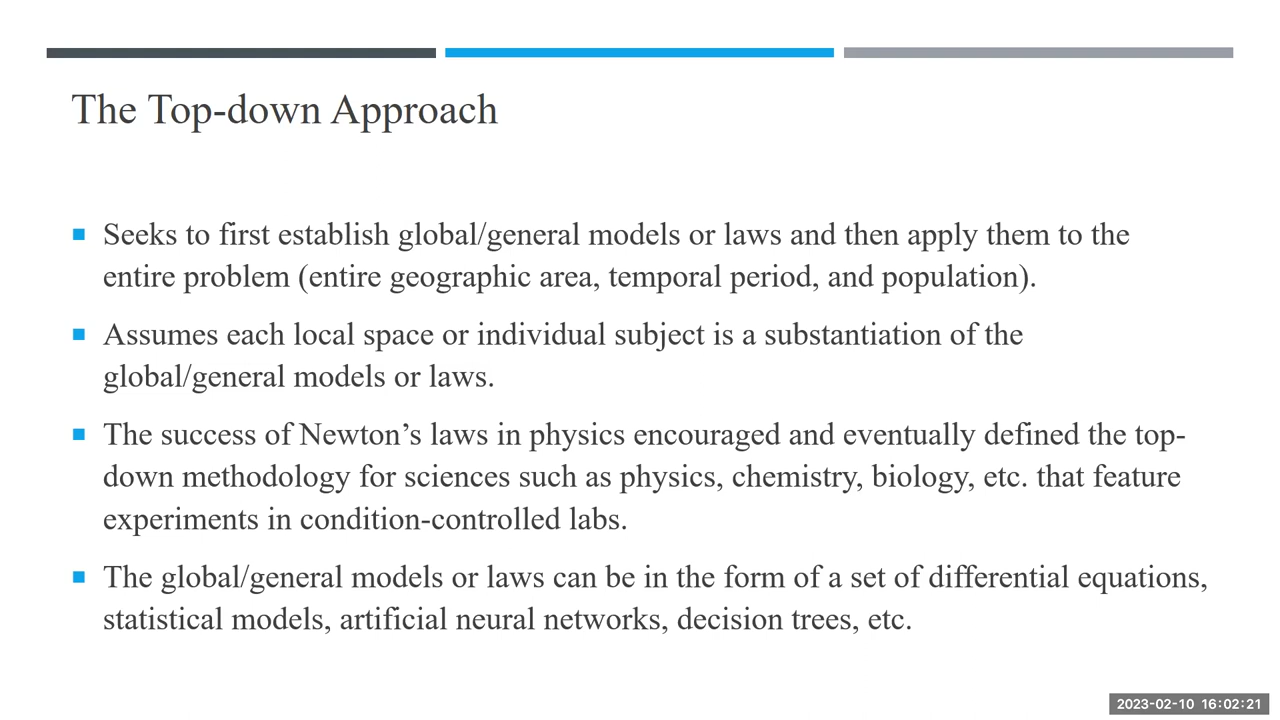 The Top-down Approach
Seeks to first establish global/general models or laws and then apply them to the
entire problem (entire geographic area, temporal period, and population).
Assumes each local space or individual subject is a substantiation of the
global/general models or laws.
The success of Newton’s laws in physics encouraged and eventually defined the top-
down methodology for sciences such as physics, chemistry, biology, etc. that feature
experiments in condition-controlled labs.
The global/general models or laws can be in the form of a set of differential equations,
statistical models, artificial neural networks, decision trees, etc.
2023-02-10 16:02:21